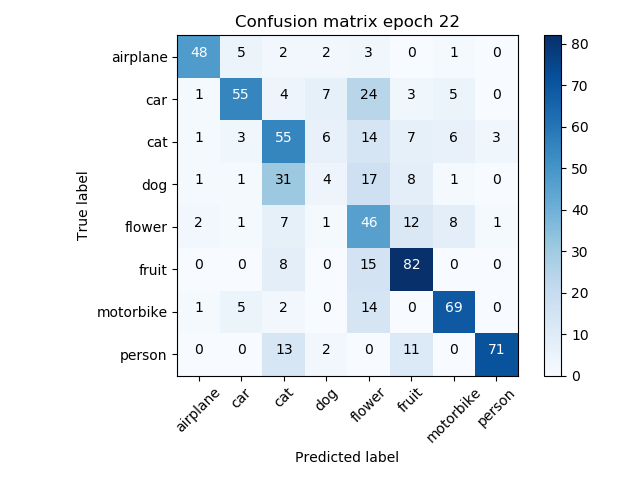 Confusion matrix epoch 22
True label
airplane 48 5 2 2 3 0 1 0
car 1 55 4 7 24 3 5 0
cat 1 3 55 6 14 7 6 3
dog 1 1 31 4 17 8 1 0
flower 2 1 7 1 46 12 8 1
fruit 0 0 8 0 15 82 0 0
motorbike 1 5 2 0 14 0 69 0
person 0 0 13 2 0 11 0 71
airplane car cat dog flower fruit motorbike person
Predicted label
80
70
60
50
40
30
20
10
0